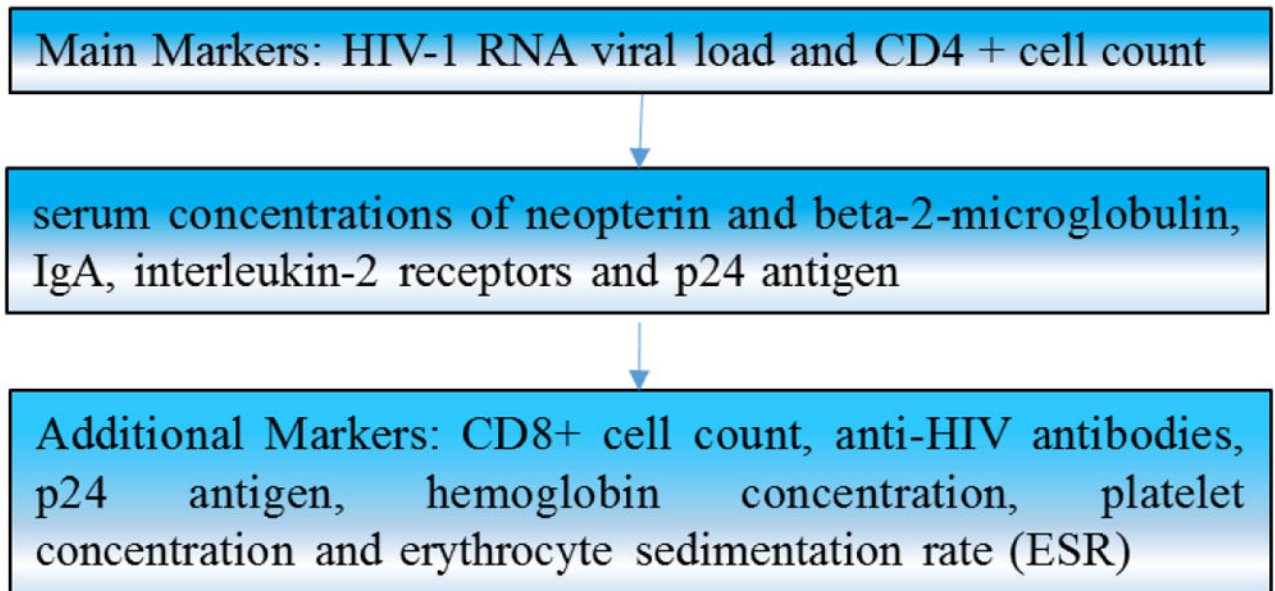 Main Markers: HIV-1 RNA viral load and CD4 + cell count
serum concentrations of neopterin and beta-2-microglobulin,
IgA, interleukin-2 receptors and p24 antigen
Additional Markers: CD8+ cell count, anti-HIV antibodies,
p24 antigen, hemoglobin concentration, platelet
concentration and erythrocyte sedimentation rate (ESR)